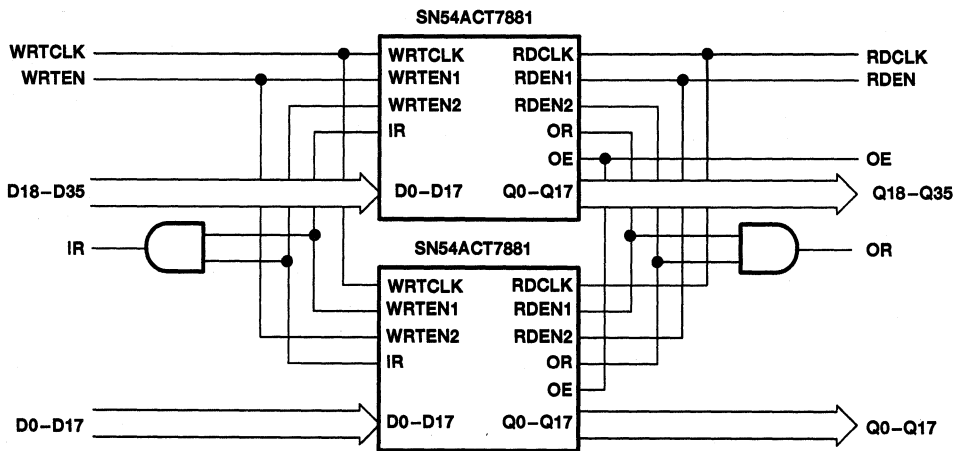 SN54ACT7881
WRTCLK WRTCLK RDCLK RDCLK
WRTEN WRTEN1 RDEN1 RDEN
WRTEN2 RDEN2
IR OR
OE OE
D18–D35 D0–D17 Q0–Q17 Q18–Q35
IR SN54ACT7881 OR
WRTCLK RDCLK
WRTEN1 RDEN1
WRTEN2 RDEN2
IR OR
OE
D0–D17 D0–D17 Q0–Q17 Q0–Q17